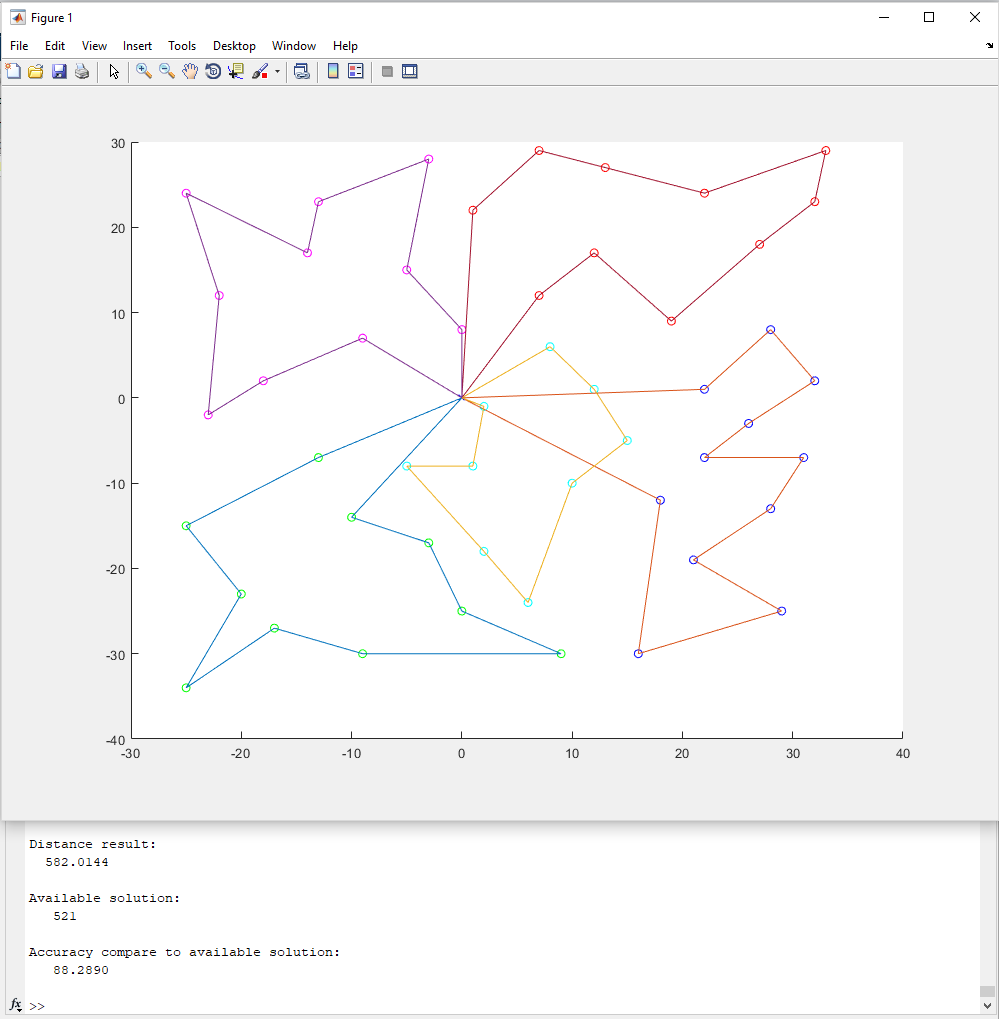 Figure 1
File Edit View Insert Tools Desktop Window Help
30
20
10
0
-10
-20
-30
-40
-30 -20 -10 0 10 20 30 40
Distance result:
582.0144
Available solution:
521
Accuracy compare to available solution:
88.2890
fx >>